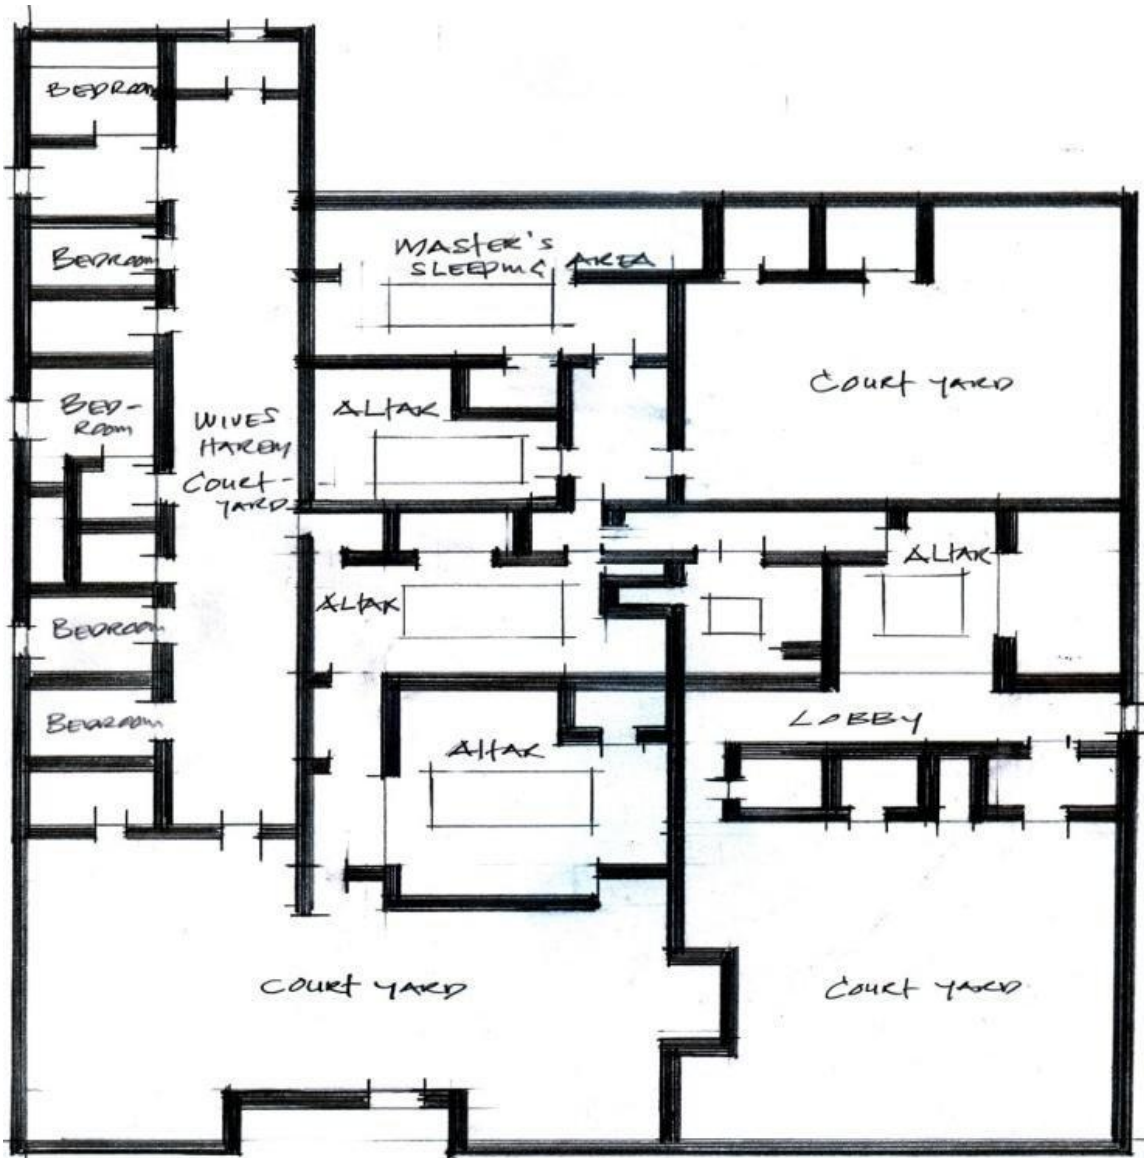 BEDROOM
BEDROOM
BED-
ROOM
BEDROOM
BEDROOM
WIVES
HAREM
COURT-
YARD
MASTER'S
SLEEPING AREA
ALTAR
ALTAR
ALTAR
ALTAR
COURT YARD
LOBBY
COURT YARD
COURT YARD